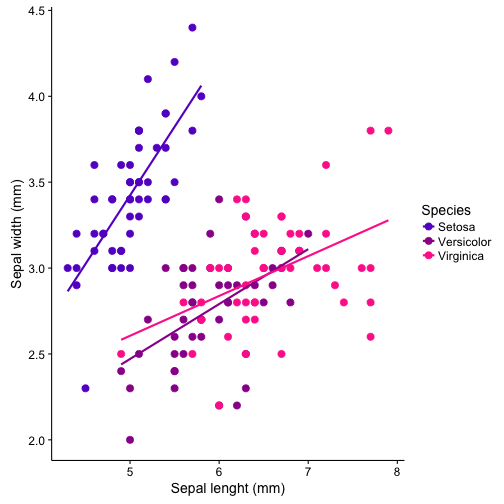 4.5
4.0
3.5
3.0
2.5
2.0
Sepal width (mm)
5 6 7 8
Sepal lenght (mm)
Species
Setosa
Versicolor
Virginica